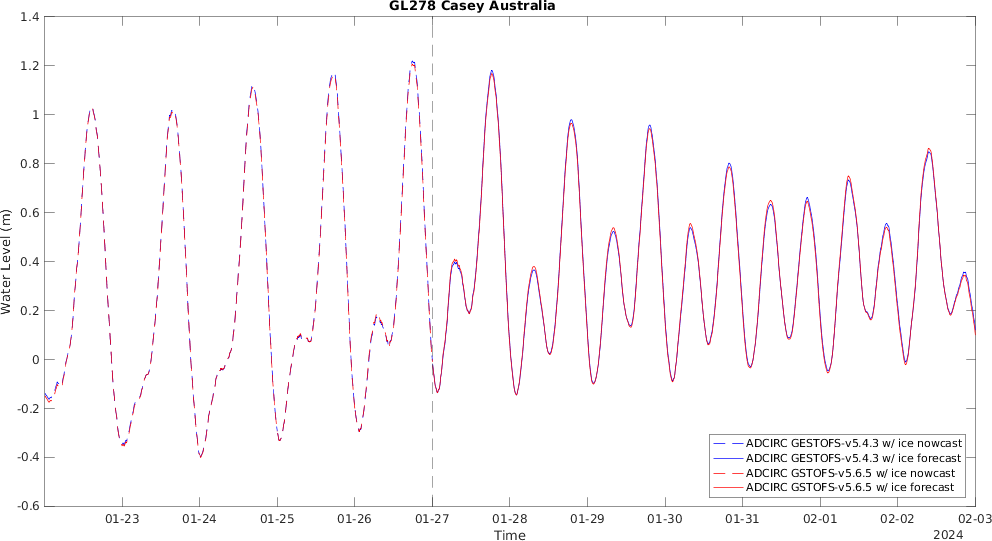 GL278 Casey Australia
1.4
1.2
1
0.8
0.6
0.4
0.2
0
-0.2
-0.4
-0.6
Water Level (m)
ADCIRC GESTOFS-v5.4.3 w/ ice nowcast
ADCIRC GESTOFS-v5.4.3 w/ ice forecast
ADCIRC GSTOFS-v5.6.5 w/ ice nowcast
ADCIRC GSTOFS-v5.6.5 w/ ice forecast
01-23 01-24 01-25 01-26 01-27 01-28 01-29 01-30 01-31 02-01 02-02 02-03
Time
2024